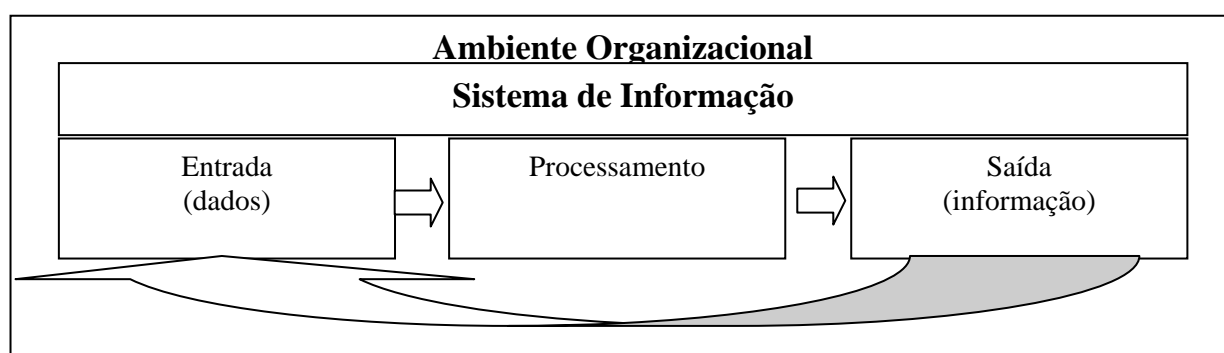 Ambiente Organizacional
Sistema de Informação
Entrada
(dados)
Processamento
Saída
(informação)